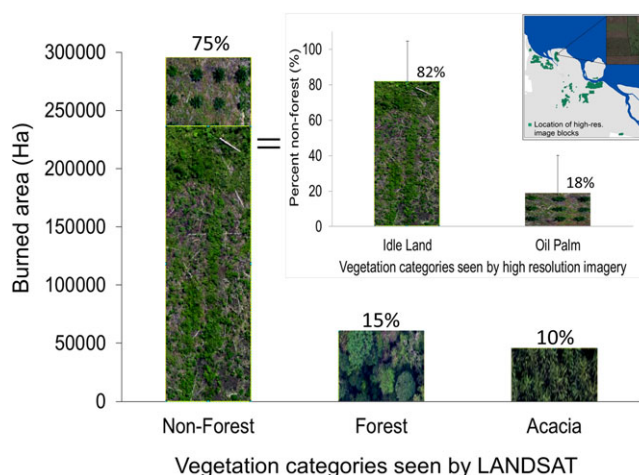 75%
300000
250000
200000
150000
100000
50000
0
Burned area (Ha)
Non-Forest
Forest
Acacia
15%
10%
Vegetation categories seen by LANDSAT
=
100
80
60
40
20
0
Percent non-forest (%)
82%
18%
Idle Land
Oil Palm
Vegetation categories seen by high resolution imagery
Location of high-res.
image blocks